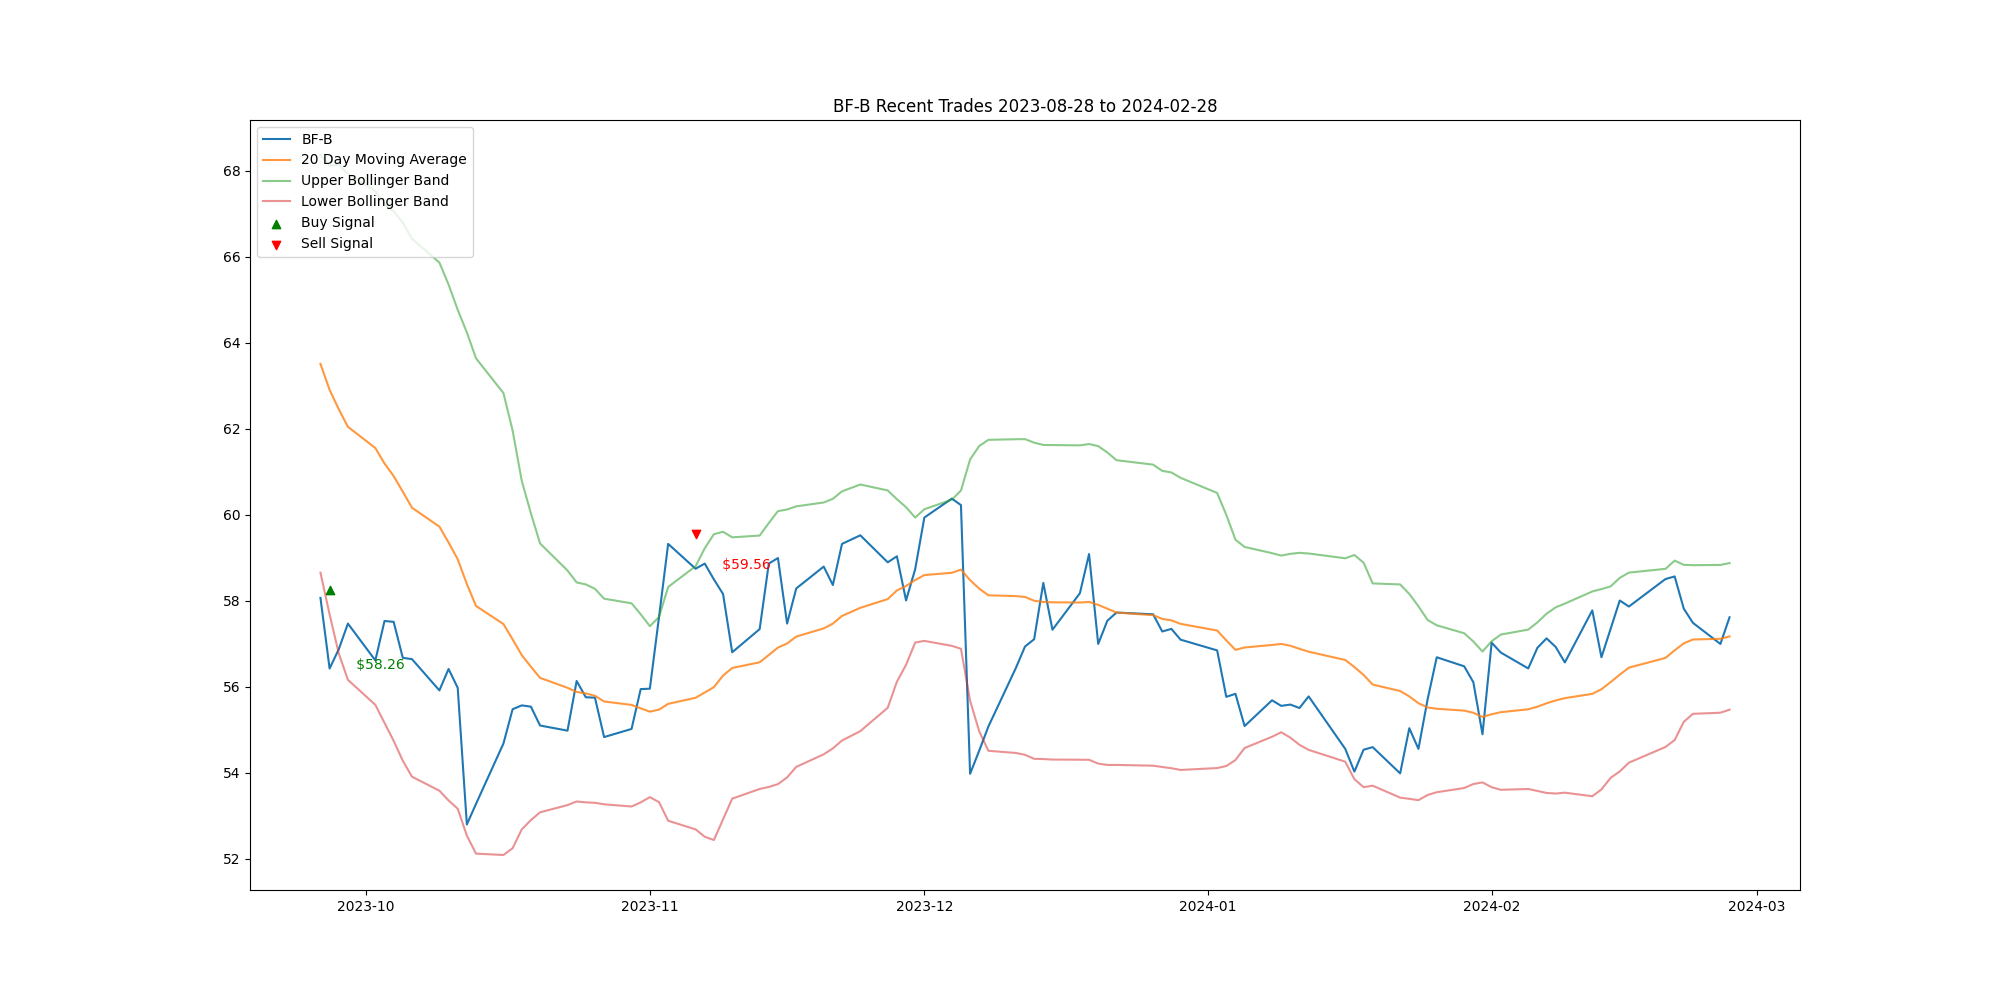 BF-B Recent Trades 2023-08-28 to 2024-02-28
BF-B
20 Day Moving Average
Upper Bollinger Band
Lower Bollinger Band
Buy Signal
Sell Signal
68
66
64
62
60
58
56
54
52
$59.56
$58.26
2023-10
2023-11
2023-12
2024-01
2024-02
2024-03